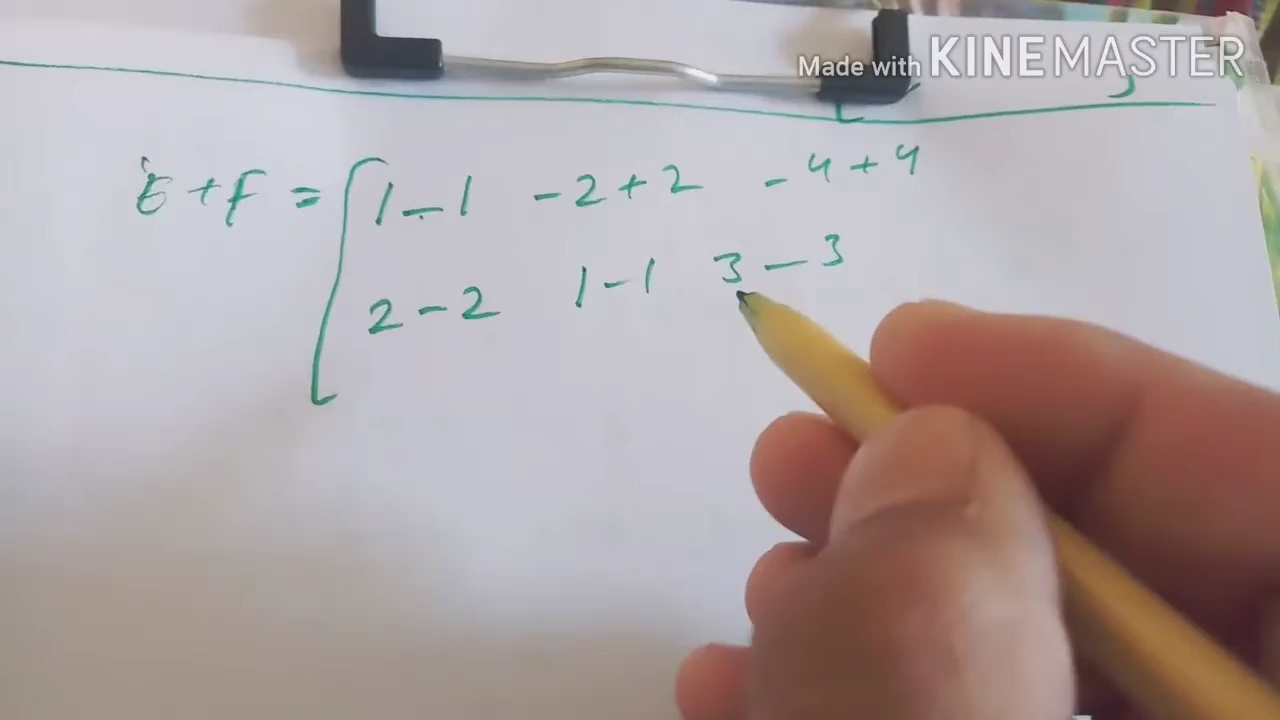 Made with KINEMASTER
E + F = [ 1 - 1 - 2 + 2 - 4 + 4
2 - 2 1 - 1 3 - 3